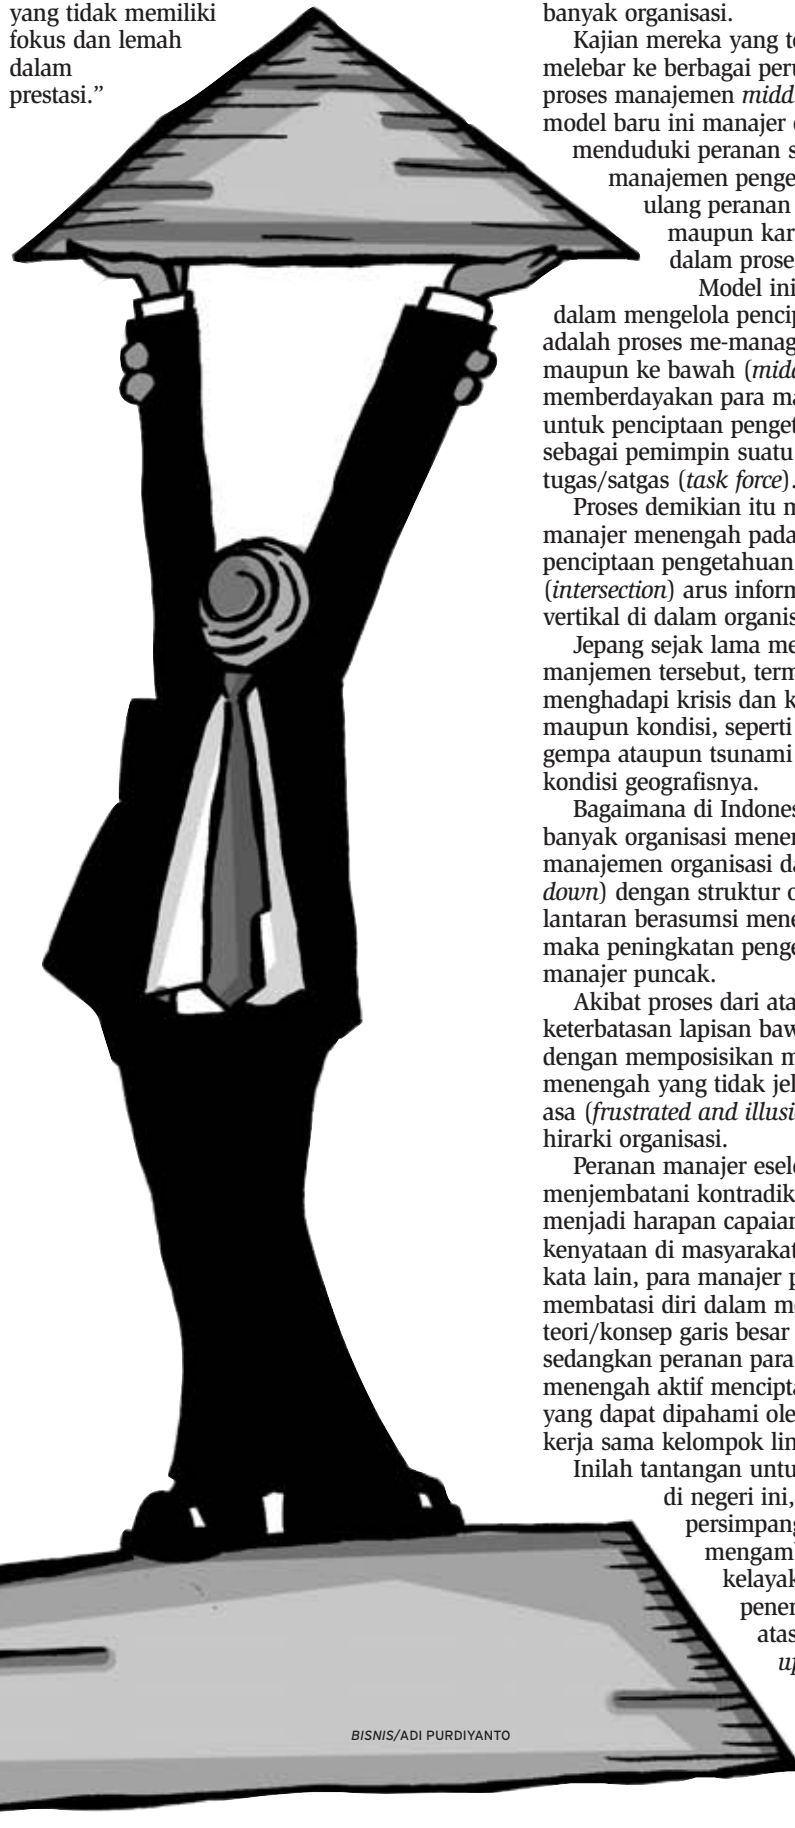 yang tidak memiliki
fokus dan lemah
dalam
prestasi.”
banyak organisasi.
Kajian mereka yang te
melebar ke berbagai peru
proses manajemen midd
model baru ini manajer
menduduki peranan s
manajemen penge
ulang peranan
maupun kar
dalam prose
Model ini
dalam mengelola pencip
adalah proses me-manag
maupun ke bawah (mida
memberdayakan para ma
untuk penciptaan penget
sebagai pemimpin suatu
tugas/satgas (task force).
Proses demikian itu m
manajer menengah pada
penciptaan pengetahuan
(intersection) arus inform
vertikal di dalam organis
Jepang sejak lama me
manjemen tersebut, term
menghadapi krisis dan k
maupun kondisi, seperti
gempa ataupun tsunami
kondisi geografisnya.
Bagaimana di Indones
banyak organisasi mener
manajemen organisasi da
down) dengan struktur o
lantaran berasumsi mene
maka peningkatan penge
manajer puncak.
Akibat proses dari ata
keterbatasan lapisan baw
dengan memposisikan m
menengah yang tidak jel
asa (frustrated and illusi
hirarki organisasi.
Peranan manajer esel
menjembatani kontradik
menjadi harapan capaian
kenyataan di masyarakat
kata lain, para manajer p
membatasi diri dalam me
teori/konsep garis besar
sedangkan peranan para
menengah aktif mencipta
yang dapat dipahami ole
kerja sama kelompok lin
Inilah tantangan untu
di negeri ini,
persimpang
mengamb
kelayak
pener
atas
up
BISNIS/ADI PURDIYANTO